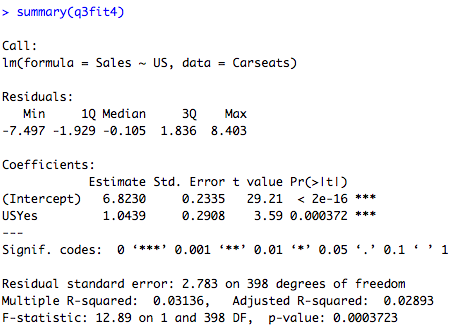 > summary(q3fit4)
Call:
lm(formula = Sales ~ US, data = Carseats)
Residuals:
   Min     1Q Median     3Q    Max
-7.497 -1.929 -0.105  1.836  8.403
Coefficients:
            Estimate Std. Error t value Pr(>|t|)
(Intercept)   6.8230     0.2335   29.21  < 2e-16 ***
USYes         1.0439     0.2908    3.59 0.000372 ***
---
Signif. codes:  0 ‘***’ 0.001 ‘**’ 0.01 ‘*’ 0.05 ‘.’ 0.1 ‘ ’ 1
Residual standard error: 2.783 on 398 degrees of freedom
Multiple R-squared:  0.03136,   Adjusted R-squared:  0.02893
F-statistic: 12.89 on 1 and 398 DF,  p-value: 0.0003723